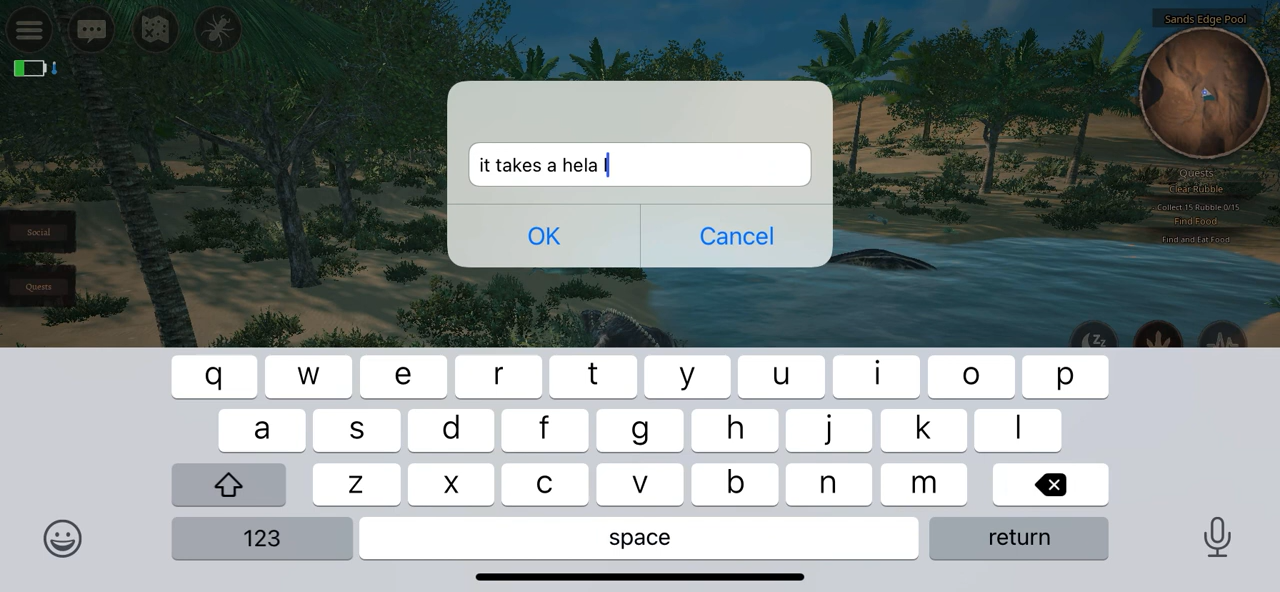 Sands Edge Pool
it takes a hela l
OK
Cancel
Social
Quests
Quests:
Clear Rubble
- Collect 15 Rubble 0/15
Find Food
Find and Eat Food
Zz
q w e r t y u i o p
a s d f g h j k l
z x c v b n m
123
space
return